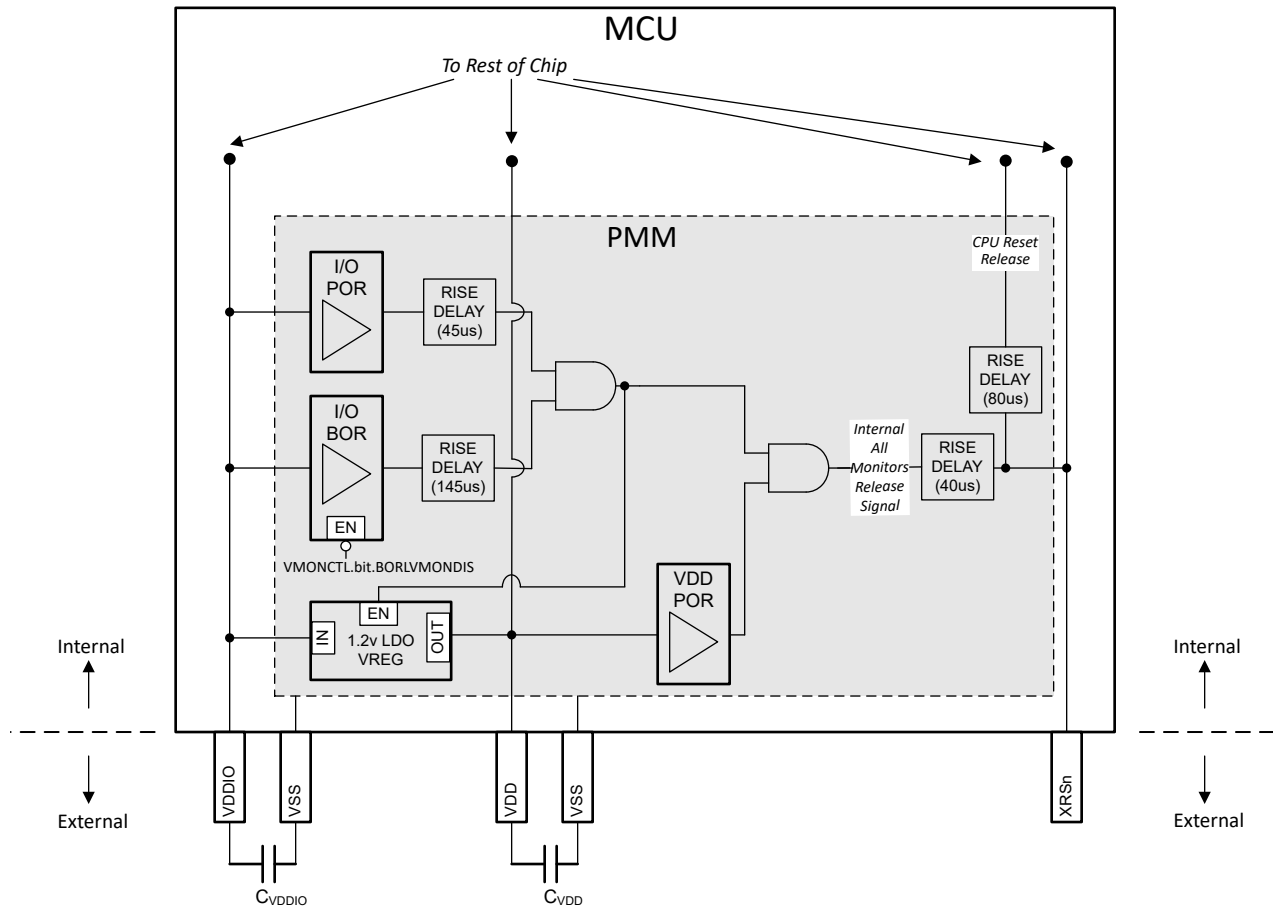 MCU
To Rest of Chip
PMM
CPU Reset
Release
I/O
POR
RISE
DELAY
(45us)
RISE
DELAY
(80us)
I/O
BOR
EN
RISE
DELAY
(145us)
Internal
All
Monitors
Release
Signal
RISE
DELAY
(40us)
VMONCTL.bit.BORLVMONDIS
EN
IN
1.2v LDO
VREG
OUT
VDD
POR
Internal
External
Internal
External
VDDIO
VSS
VDD
VSS
XRSn
CVDDIO
CVDD